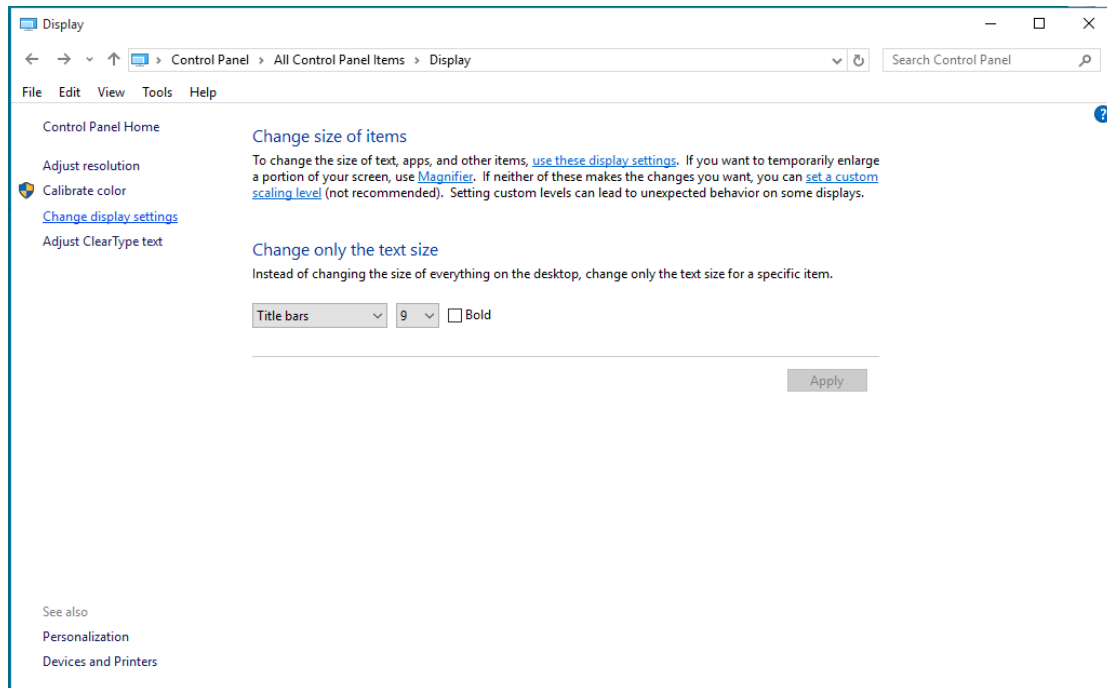 Display
Control Panel > All Control Panel Items > Display
Search Control Panel
File Edit View Tools Help
Control Panel Home
Adjust resolution
Calibrate color
Change display settings
Adjust ClearType text
Change size of items
To change the size of text, apps, and other items, use these display settings. If you want to temporarily enlarge
a portion of your screen, use Magnifier. If neither of these makes the changes you want, you can set a custom
scaling level (not recommended). Setting custom levels can lead to unexpected behavior on some displays.
Change only the text size
Instead of changing the size of everything on the desktop, change only the text size for a specific item.
Title bars 9 Bold
Apply
See also
Personalization
Devices and Printers